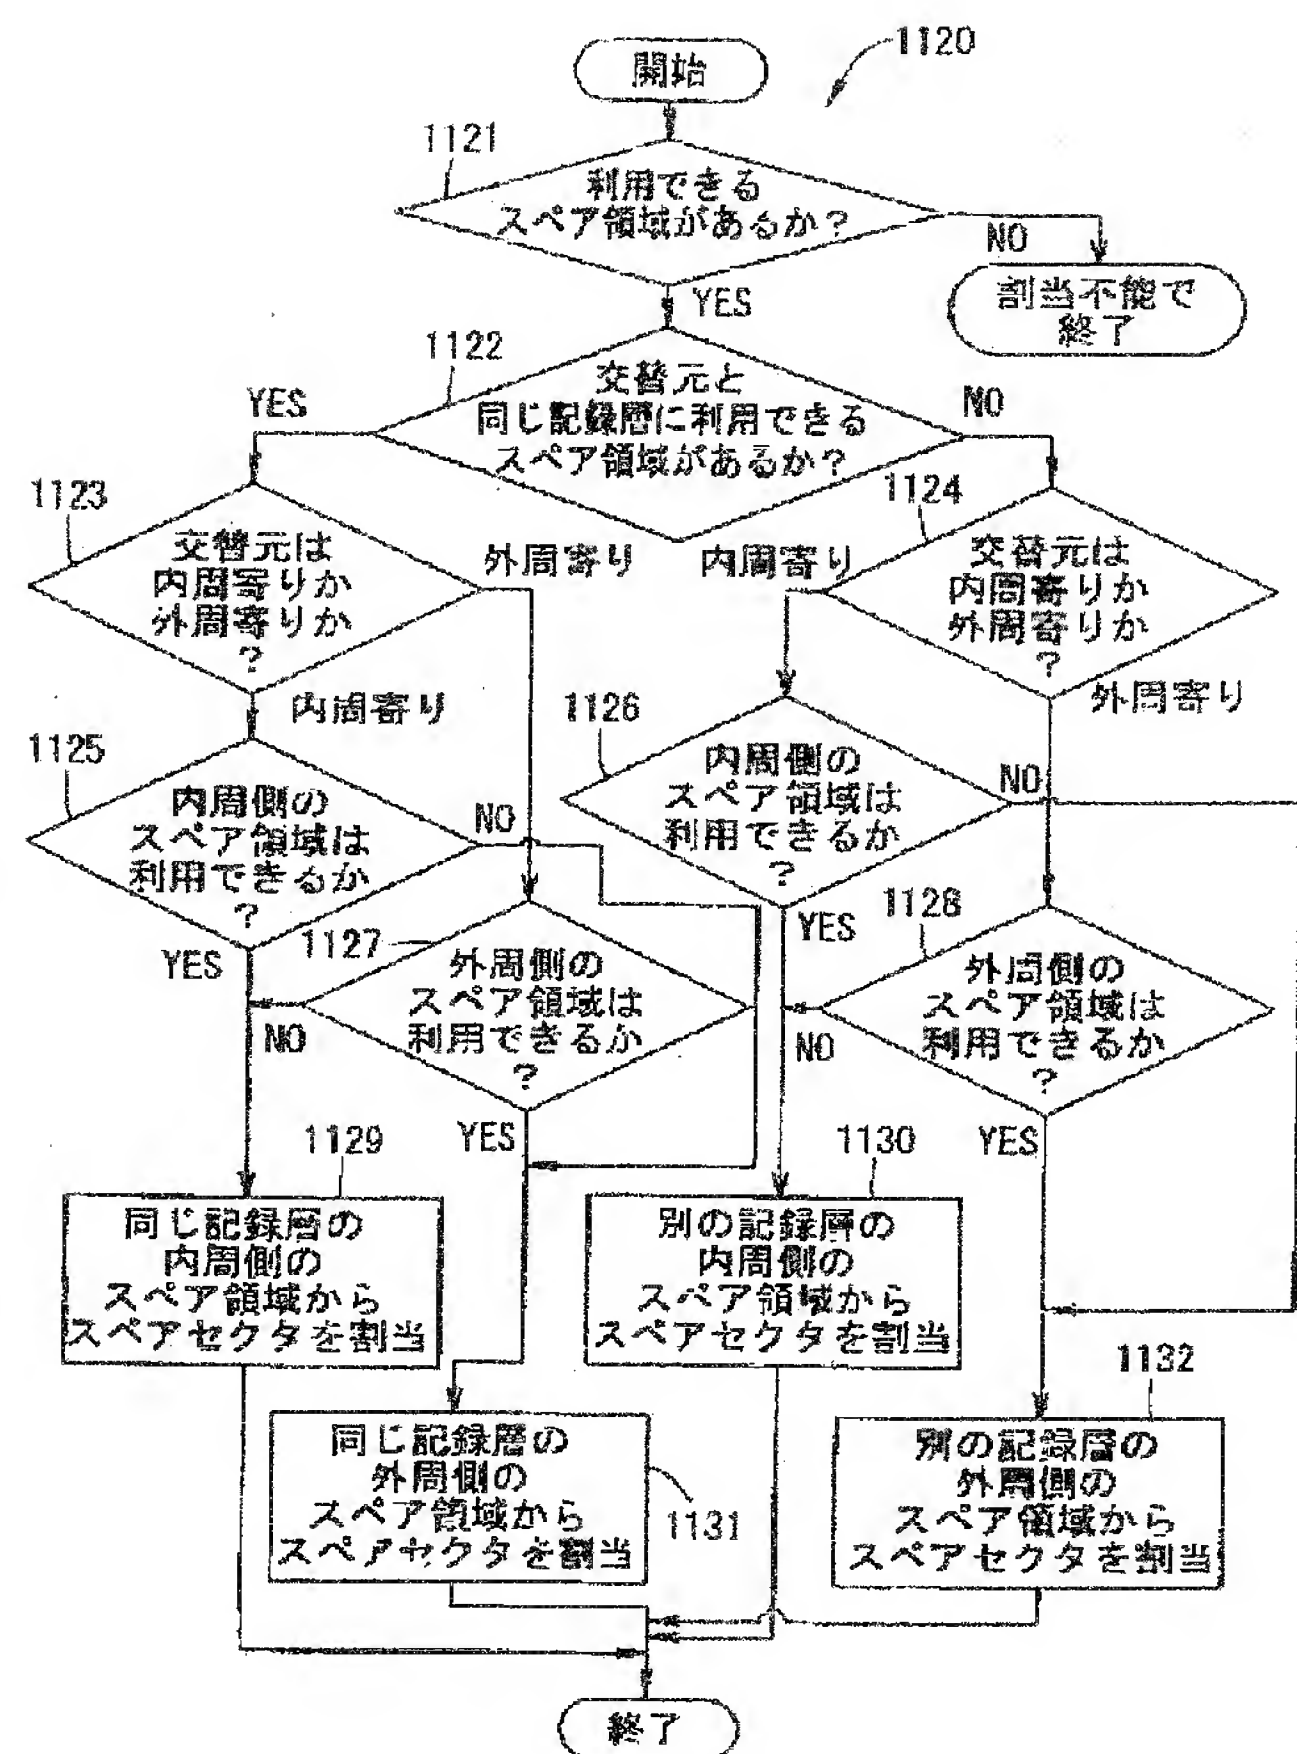 1120
開始
1121
利用できる
スペア領域があるか?
NO
割当不能で
終了
YES
1122
交替元と
同じ記録層に利用できる
スペア領域があるか?
YES
NO
1123
交替元は
内周寄りか
外周寄りか
?
外周寄り
内周寄り
1124
交替元は
内周寄りか
外周寄りか
?
内周寄り
外周寄り
1125
内周側の
スペア領域は
利用できるか
?
NO
YES
1126
内周側の
スペア領域は
利用できるか
?
NO
YES
1127
外周側の
スペア領域は
利用できるか
?
NO
YES
1128
外周側の
スペア領域は
利用できるか
?
NO
YES
1129
同じ記録層の
内周側の
スペア領域から
スペアセクタを割当
1130
別の記録層の
内周側の
スペア領域から
スペアセクタを割当
1131
同じ記録層の
外周側の
スペア領域から
スペアセクタを割当
1132
別の記録層の
外周側の
スペア領域から
スペアセクタを割当
終了